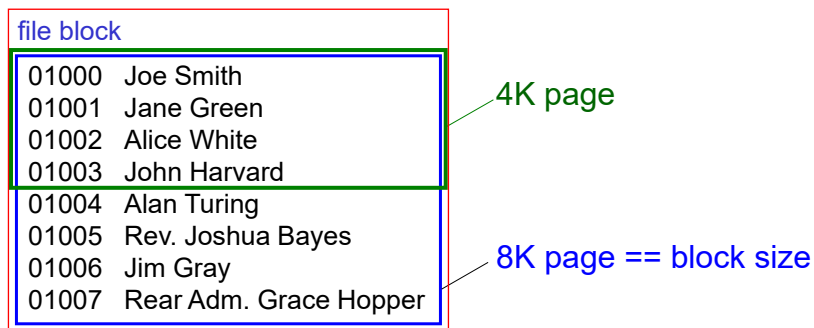 file block
01000 Joe Smith
01001 Jane Green
01002 Alice White
01003 John Harvard
01004 Alan Turing
01005 Rev. Joshua Bayes
01006 Jim Gray
01007 Rear Adm. Grace Hopper
4K page
8K page == block size